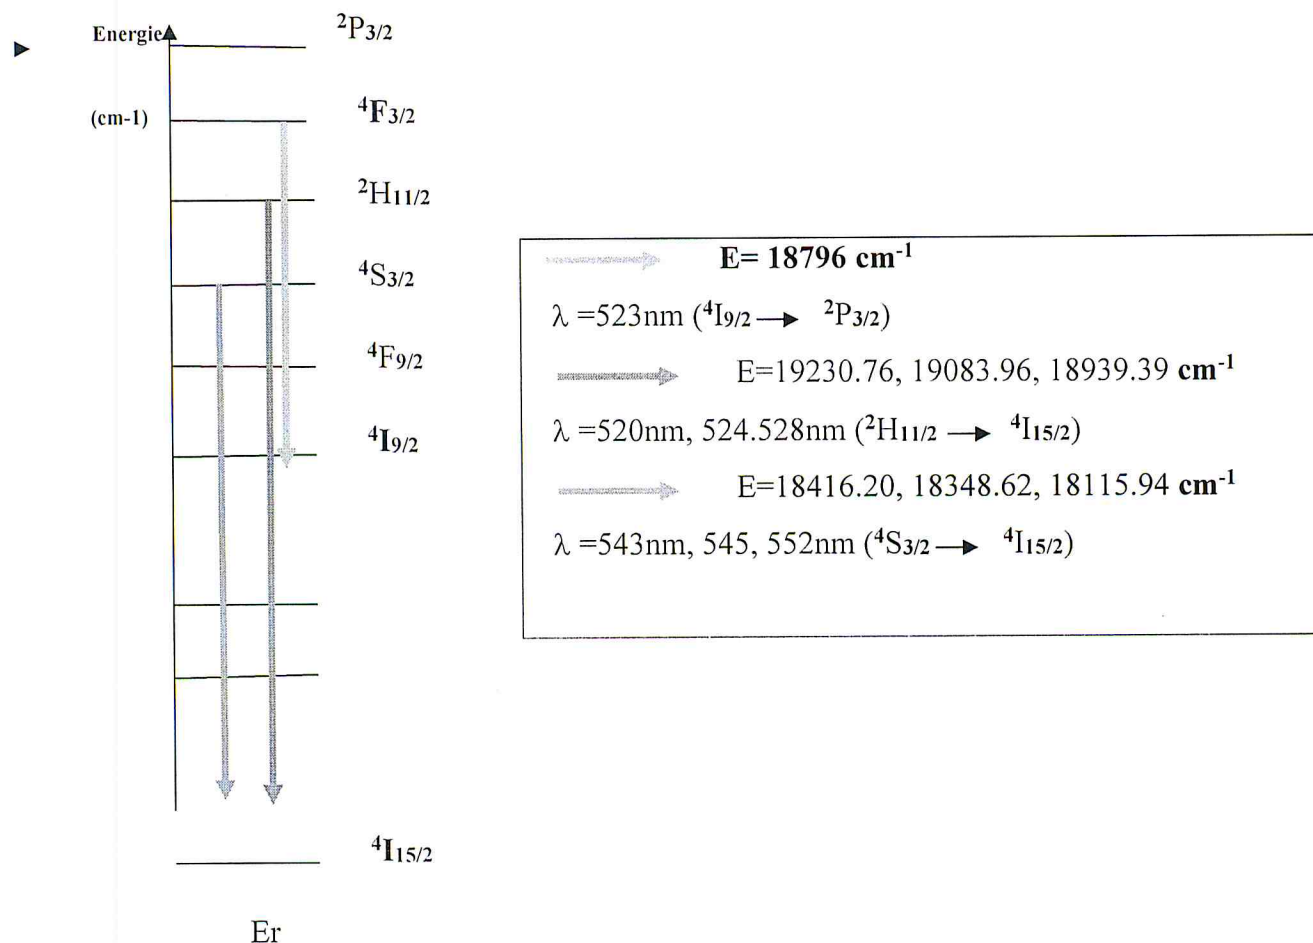 Energie
(cm-1)
²P3/2
⁴F3/2
²H11/2
⁴S3/2
⁴F9/2
⁴I9/2
⁴I15/2
Er
E= 18796 cm⁻¹
λ =523nm (⁴I9/2 → ²P3/2)
E=19230.76, 19083.96, 18939.39 cm⁻¹
λ =520nm, 524.528nm (²H11/2 → ⁴I15/2)
E=18416.20, 18348.62, 18115.94 cm⁻¹
λ =543nm, 545, 552nm (⁴S3/2 → ⁴I15/2)